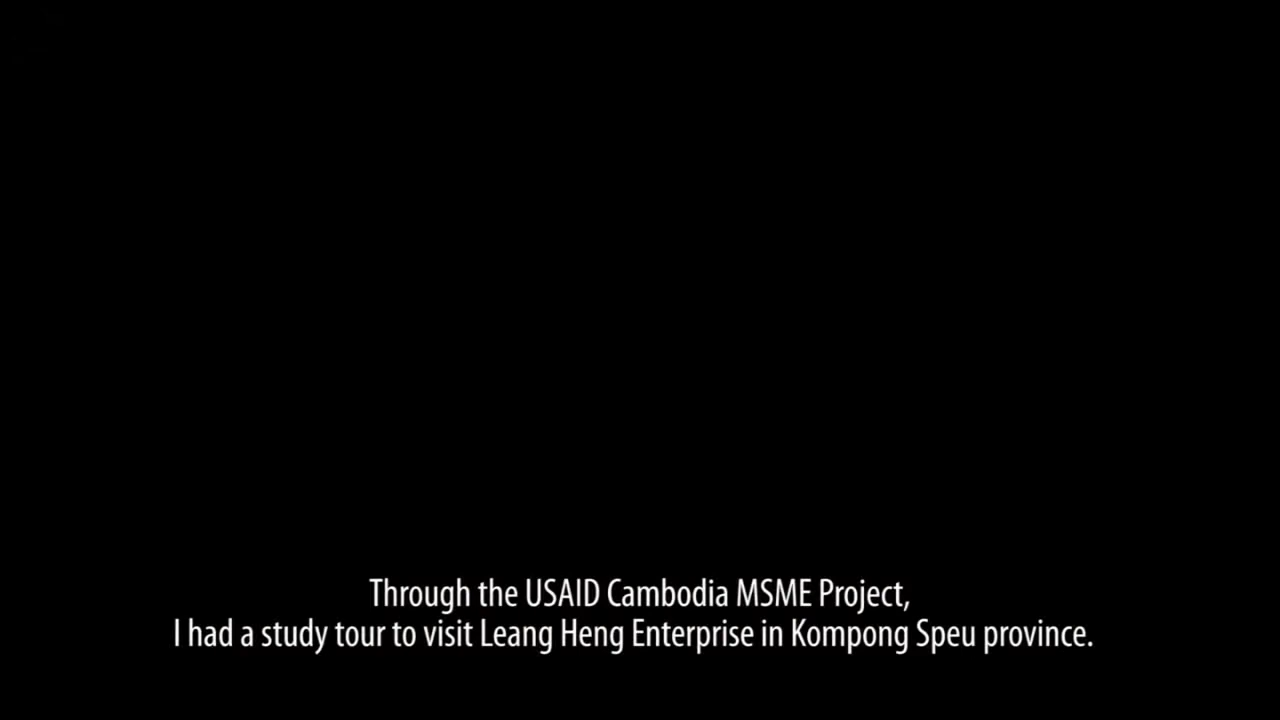 Through the USAID Cambodia MSME Project,
I had a study tour to visit Leang Heng Enterprise in Kompong Speu province.